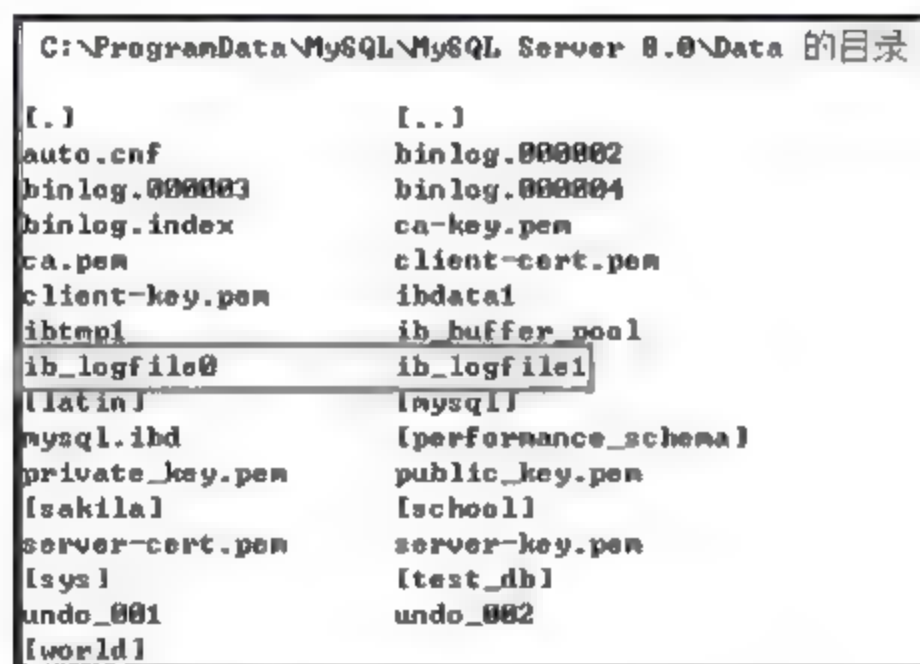 C:\ProgramData\MySQL\MySQL Server 8.0\Data 的目录
[.] [..]
auto.cnf binlog.000002
binlog.000003 binlog.000004
binlog.index ca-key.pem
ca.pem client-cert.pem
client-key.pem ibdata1
ibtmp1 ib_buffer_pool
ib_logfile0 ib_logfile1
[latin] [mysql]
mysql.ibd [performance_schema]
private_key.pem public_key.pem
[sakila] [school]
server-cert.pem server-key.pem
[sys] [test_db]
undo_001 undo_002
[world]